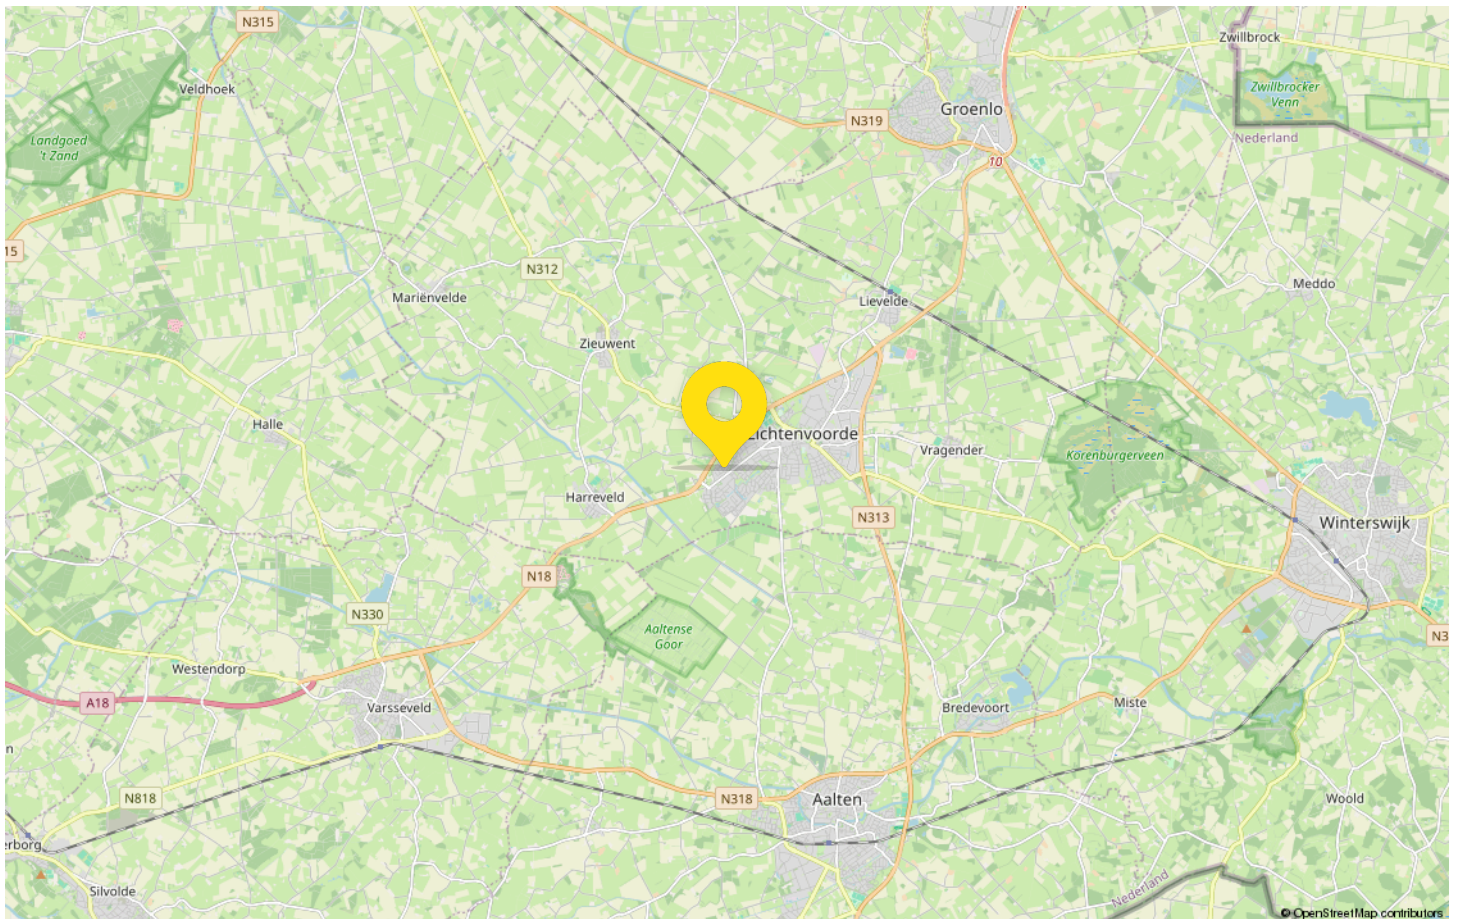 N315
Zwillbrock
Veldhoek
Zwillbrocker
Venn
Groenlo
N319
Nederland
Landgoed
't Zand
10
15
N312
Meddo
Mariënvelde
Lievelde
Zieuwent
Halle
Lichtenvoorde
Vragender
Korenburgerveen
Harreveld
N313
Winterswijk
N18
N330
Aaltense
Goor
N3
Westendorp
A18
Varsseveld
Bredevoort
Miste
n
N818
N318
Aalten
Woold
erborg
Silvolde
Nederland
© OpenStreetMap contributors